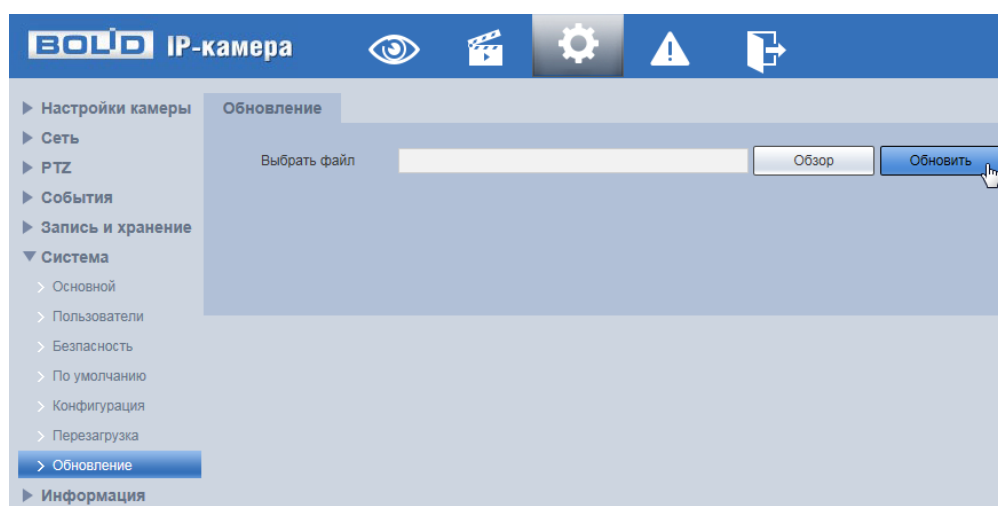 BOLID IP-камера
Настройки камеры
Сеть
PTZ
События
Запись и хранение
Система
Основной
Пользователи
Безпасность
По умолчанию
Конфигурация
Перезагрузка
Обновление
Информация
Обновление
Выбрать файл Обзор Обновить